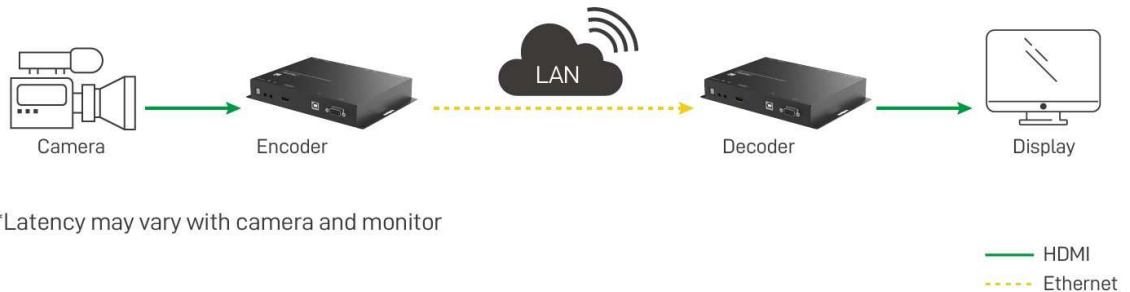 LAN
Camera
Encoder
Decoder
Display
*Latency may vary with camera and monitor
HDMI
Ethernet